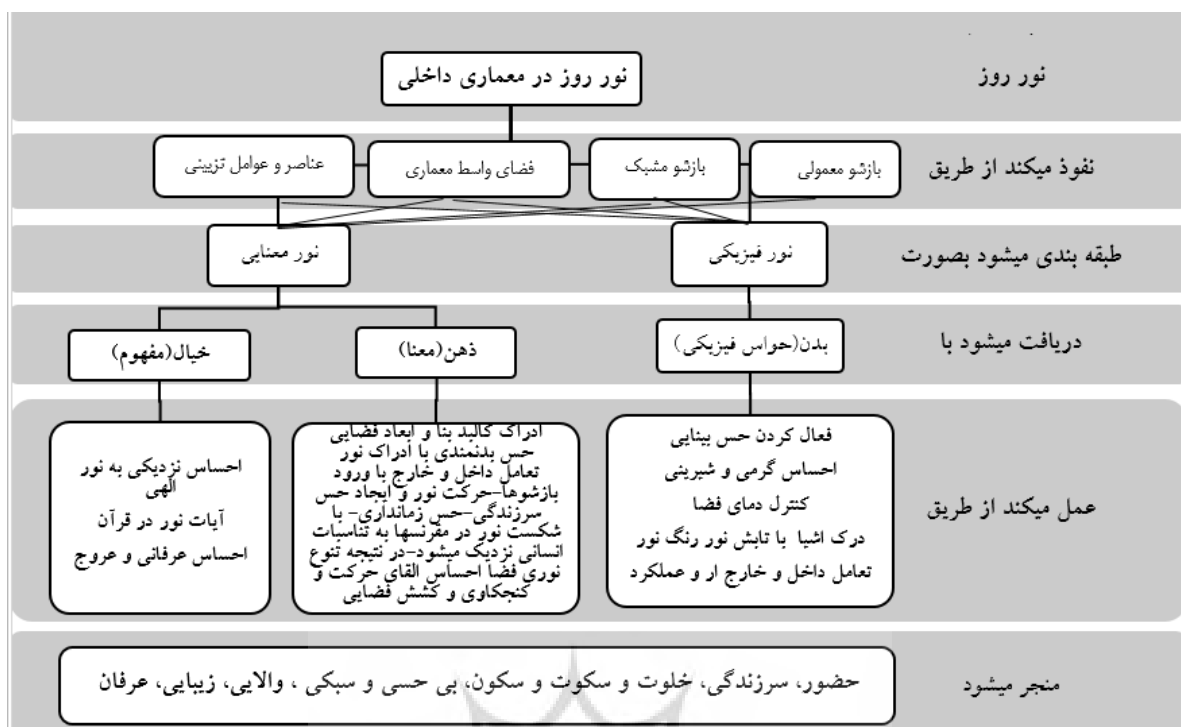 نور روز
نور روز در معماری داخلی
نفوذ میکند از طریق
بازشو معمولی
بازشو مشبک
فضای واسط معماری
عناصر و عوامل تزیینی
طبقه بندی میشود بصورت
نور فیزیکی
نور معنایی
دریافت میشود با
بدن(حواس فیزیکی)
ذهن(معنا)
خیال(مفهوم)
عمل میکند از طریق
فعال کردن حس بینایی
احساس گرمی و شیرینی
کنترل دمای فضا
درک اشیا با تابش نور رنگ نور
تعامل داخل و خارج ار و عملکرد
ادراک کالبد بنا و ابعاد فضایی
حس بدنمندی با ادراک نور
تعامل داخل و خارج با ورود
بازشوها-حرکت نور و ایجاد حس
سرزندگی-حس زمانداری- با
شکست نور در مقرنسها به تناسبات
انسانی نزدیک میشود-در نتیجه تنوع
نوری فضا احساس القای حرکت و
کنجکاوی و کشش فضایی
احساس نزدیکی به نور
الهی
آیات نور در قرآن
احساس عرفانی و عروج
منجر میشود
حضور، سرزندگی، خلوت و سکوت و سکون، بی حسی و سبکی ، والایی، زیبایی، عرفان